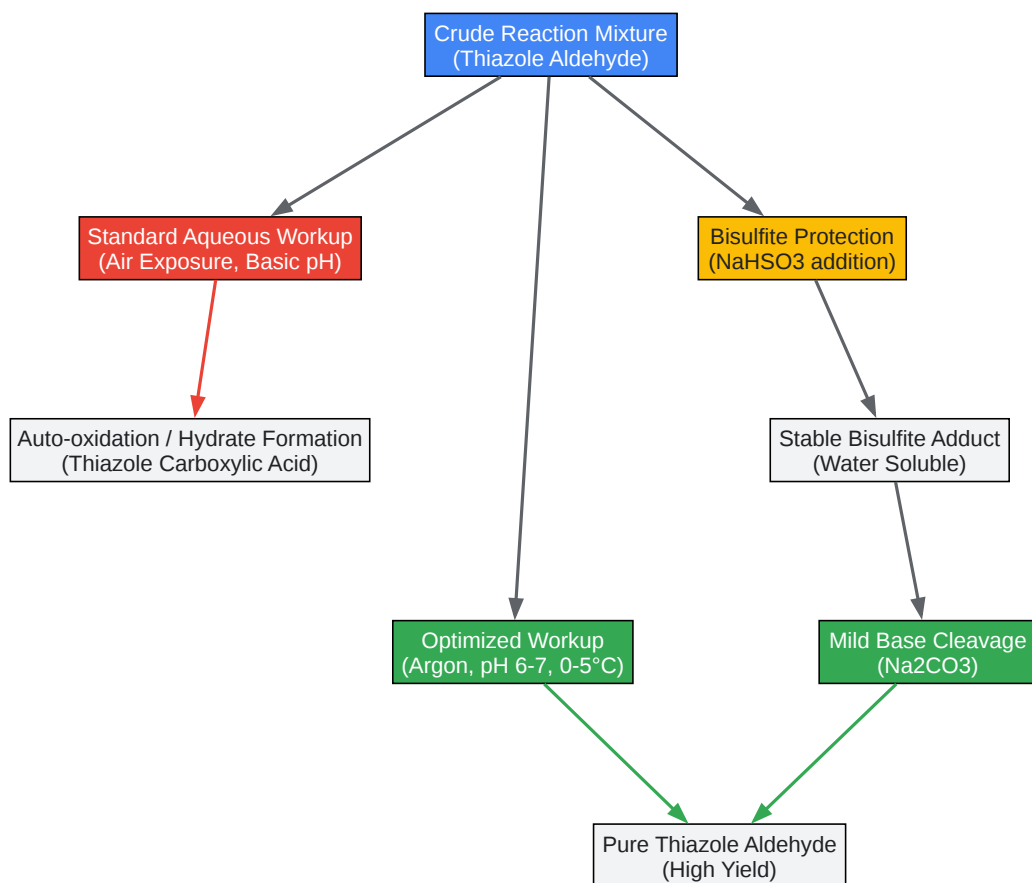 Crude Reaction Mixture
(Thiazole Aldehyde)
Standard Aqueous Workup
(Air Exposure, Basic pH)
Bisulfite Protection
(NaHSO3 addition)
Auto-oxidation / Hydrate Formation
(Thiazole Carboxylic Acid)
Stable Bisulfite Adduct
(Water Soluble)
Optimized Workup
(Argon, pH 6-7, 0-5°C)
Mild Base Cleavage
(Na2CO3)
Pure Thiazole Aldehyde
(High Yield)